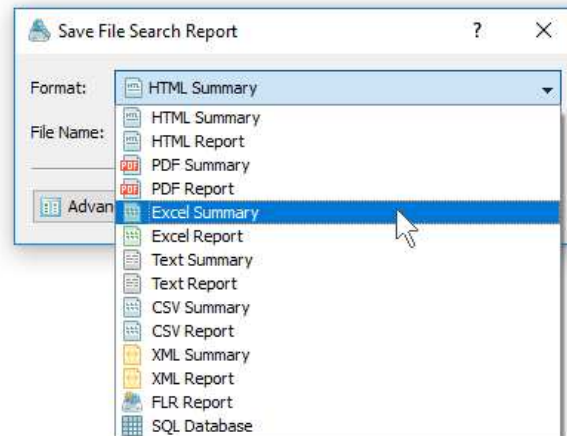 Save File Search Report ?
Format: HTML Summary
HTML Summary
File Name: HTML Report
PDF Summary
PDF Report
Advan Excel Summary
Excel Report
Text Summary
Text Report
CSV Summary
CSV Report
XML Summary
XML Report
FLR Report
SQL Database